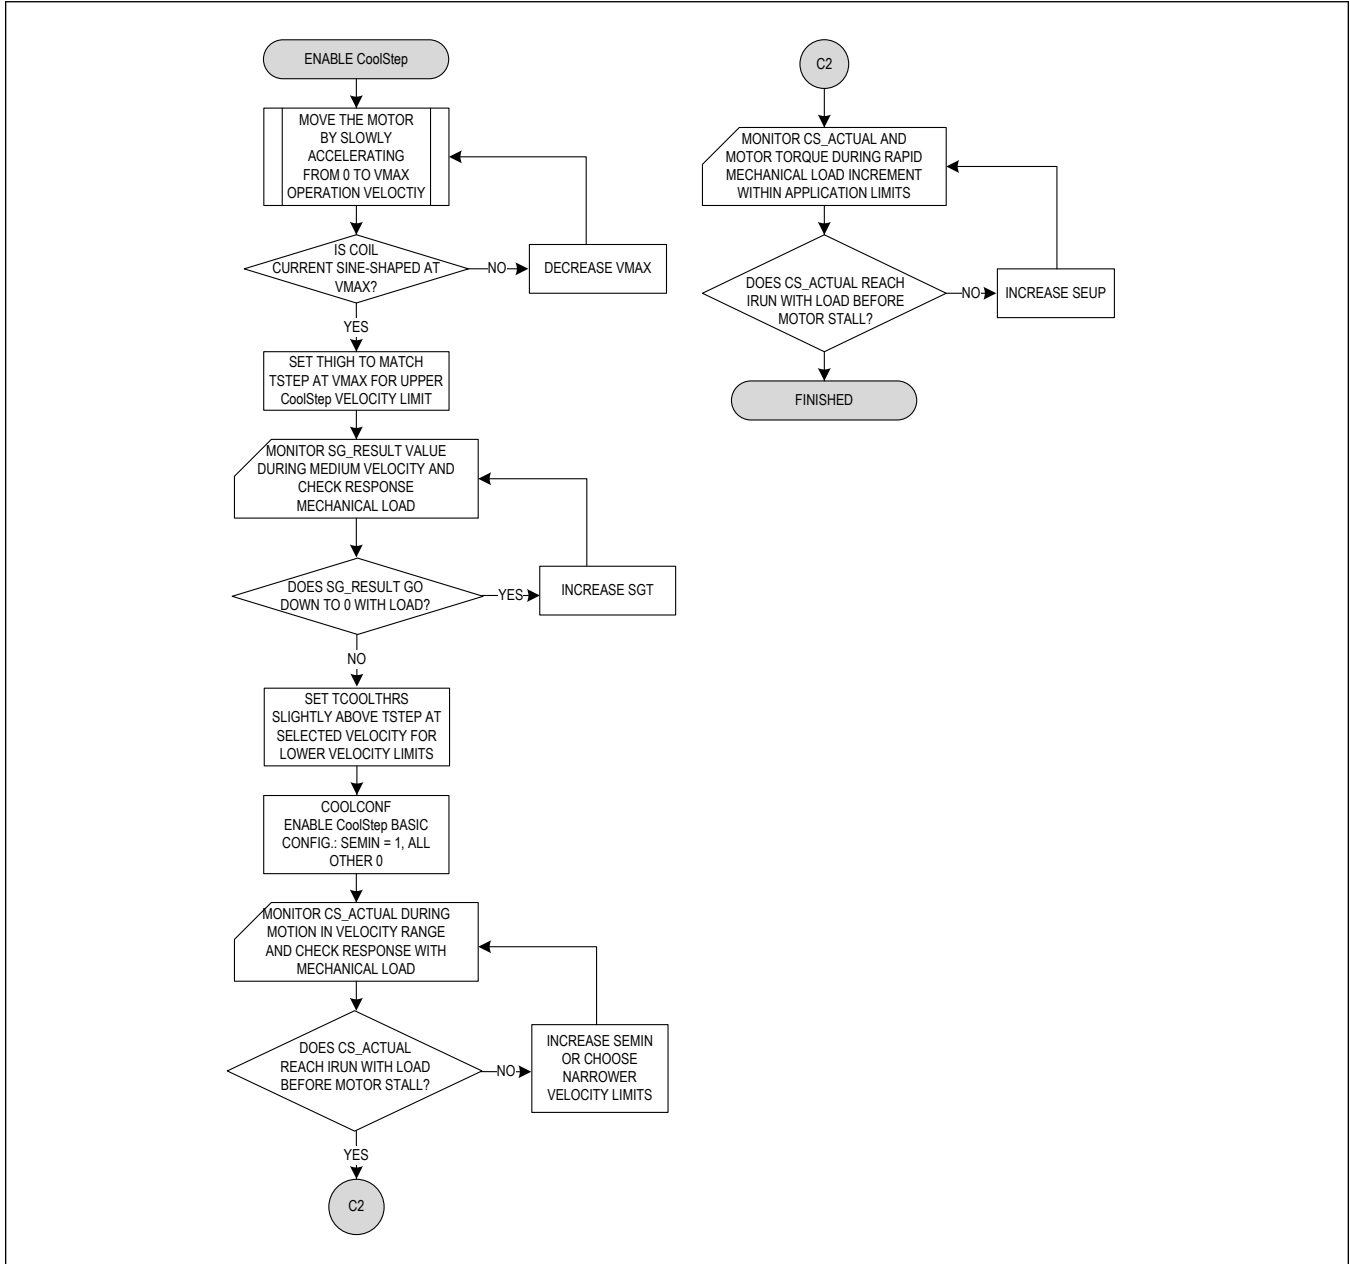 ENABLE CoolStep
MOVE THE MOTOR
BY SLOWLY
ACCELERATING
FROM 0 TO VMAX
OPERATION VELOCTIY
IS COIL
CURRENT SINE-SHAPED AT
VMAX?
NO
DECREASE VMAX
YES
SET THIGH TO MATCH
TSTEP AT VMAX FOR UPPER
CoolStep VELOCITY LIMIT
MONITOR SG_RESULT VALUE
DURING MEDIUM VELOCITY AND
CHECK RESPONSE
MECHANICAL LOAD
DOES SG_RESULT GO
DOWN TO 0 WITH LOAD?
YES
INCREASE SGT
NO
SET TCOOLTHRS
SLIGHTLY ABOVE TSTEP AT
SELECTED VELOCITY FOR
LOWER VELOCITY LIMITS
COOLCONF
ENABLE CoolStep BASIC
CONFIG.: SEMIN = 1, ALL
OTHER 0
MONITOR CS_ACTUAL DURING
MOTION IN VELOCITY RANGE
AND CHECK RESPONSE WITH
MECHANICAL LOAD
DOES CS_ACTUAL
REACH IRUN WITH LOAD
BEFORE MOTOR STALL?
NO
INCREASE SEMIN
OR CHOOSE
NARROWER
VELOCITY LIMITS
YES
C2
C2
MONITOR CS_ACTUAL AND
MOTOR TORQUE DURING RAPID
MECHANICAL LOAD INCREMENT
WITHIN APPLICATION LIMITS
DOES CS_ACTUAL REACH
IRUN WITH LOAD BEFORE
MOTOR STALL?
NO
INCREASE SEUP
FINISHED